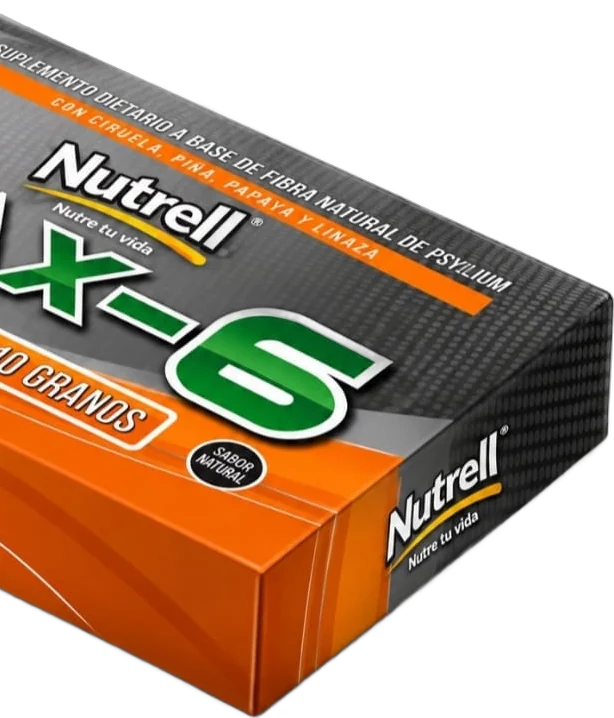 SUPLEMENTO DIETARIO A BASE DE FIBRA NATURAL DE PSYLLIUM
CON CIRUELA, PIÑA, PAPAYA Y LINAZA
Nutrell®
Nutre tu vida
AX-6
10 GRANOS
SABOR
NATURAL
Nutrell®
Nutre tu vida